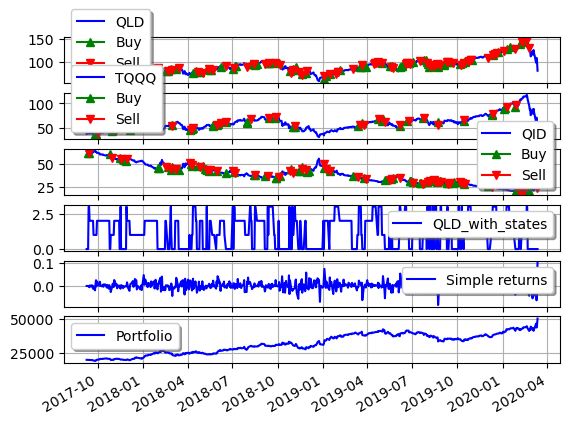 QLD
Buy
Sell
150
100
TQQQ
Buy
Sell
100
50
QID
Buy
Sell
50
25
QLD_with_states
2.5
0.0
Simple returns
0.1
0.0
Portfolio
50000
25000
2017-10
2018-01
2018-04
2018-07
2018-10
2019-01
2019-04
2019-07
2019-10
2020-01
2020-04